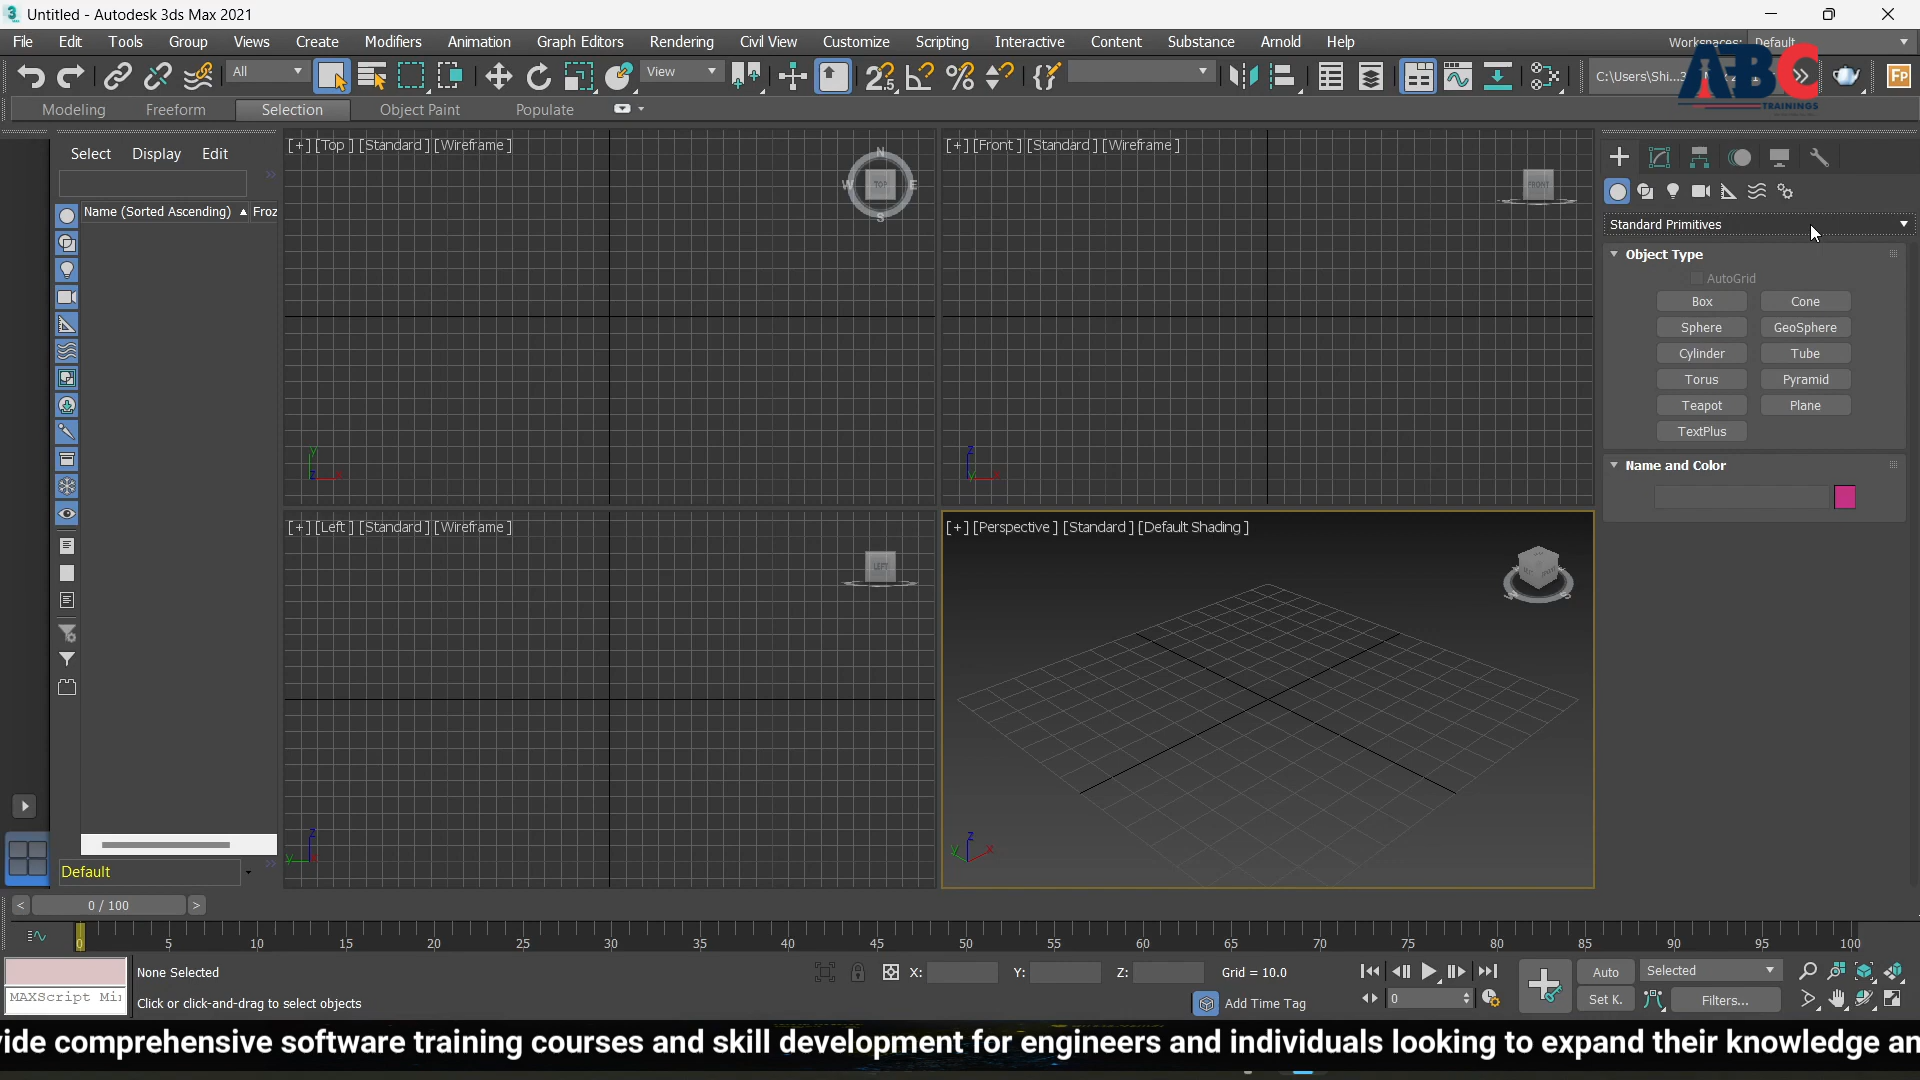 Untitled - Autodesk 3ds Max 2021
File Edit Tools Group Views Create Modifiers Animation Graph Editors Rendering Civil View Customize Scripting Interactive Content Substance Arnold Help
Workspaces: Default
All
View
C:\Users\Shi...3
ABC
TRAININGS
Modeling Freeform Selection Object Paint Populate
Select Display Edit
Name (Sorted Ascending) Froz
[+] [Top ] [Standard ] [Wireframe ]
N
W TOP E
S
[+] [Front ] [Standard ] [Wireframe ]
FRONT
y
z x
z
y x
[+] [Left ] [Standard ] [Wireframe ]
LEFT
z
y x
[+] [Perspective ] [Standard ] [Default Shading ]
W S
z
y x
Standard Primitives
Object Type
AutoGrid
Box Cone
Sphere GeoSphere
Cylinder Tube
Torus Pyramid
Teapot Plane
TextPlus
Name and Color
Default
< 0 / 100 >
0 5 10 15 20 25 30 35 40 45 50 55 60 65 70 75 80 85 90 95 100
None Selected
X: Y: Z: Grid = 10.0
Auto Selected
MAXScript Mi
Click or click-and-drag to select objects
Add Time Tag
0
Set K. Filters...
vide comprehensive software training courses and skill development for engineers and individuals looking to expand their knowledge an